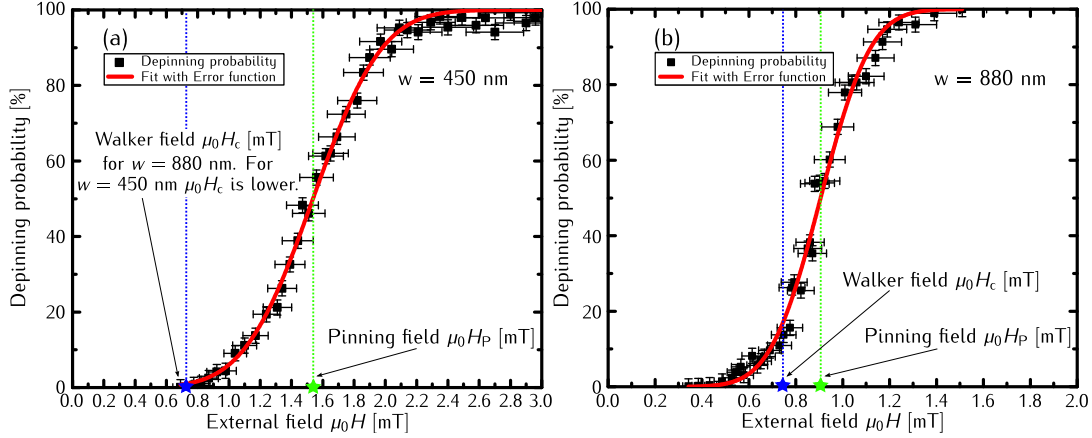 (a)
Depinning probability
Fit with Error function
w = 450 nm
Walker field μ₀H꜀ [mT]
for w = 880 nm. For
w = 450 nm μ₀H꜀ is lower.
Pinning field μ₀H_P [mT]
Depinning probability [%]
100
80
60
40
20
0
0.0 0.2 0.4 0.6 0.8 1.0 1.2 1.4 1.6 1.8 2.0 2.2 2.4 2.6 2.8 3.0
External field μ₀H [mT]
(b)
Depinning probability
Fit with Error function
w = 880 nm
Walker field μ₀H꜀ [mT]
Pinning field μ₀H_P [mT]
Depinning probability [%]
100
80
60
40
20
0
0.0 0.2 0.4 0.6 0.8 1.0 1.2 1.4 1.6 1.8 2.0
External field μ₀H [mT]